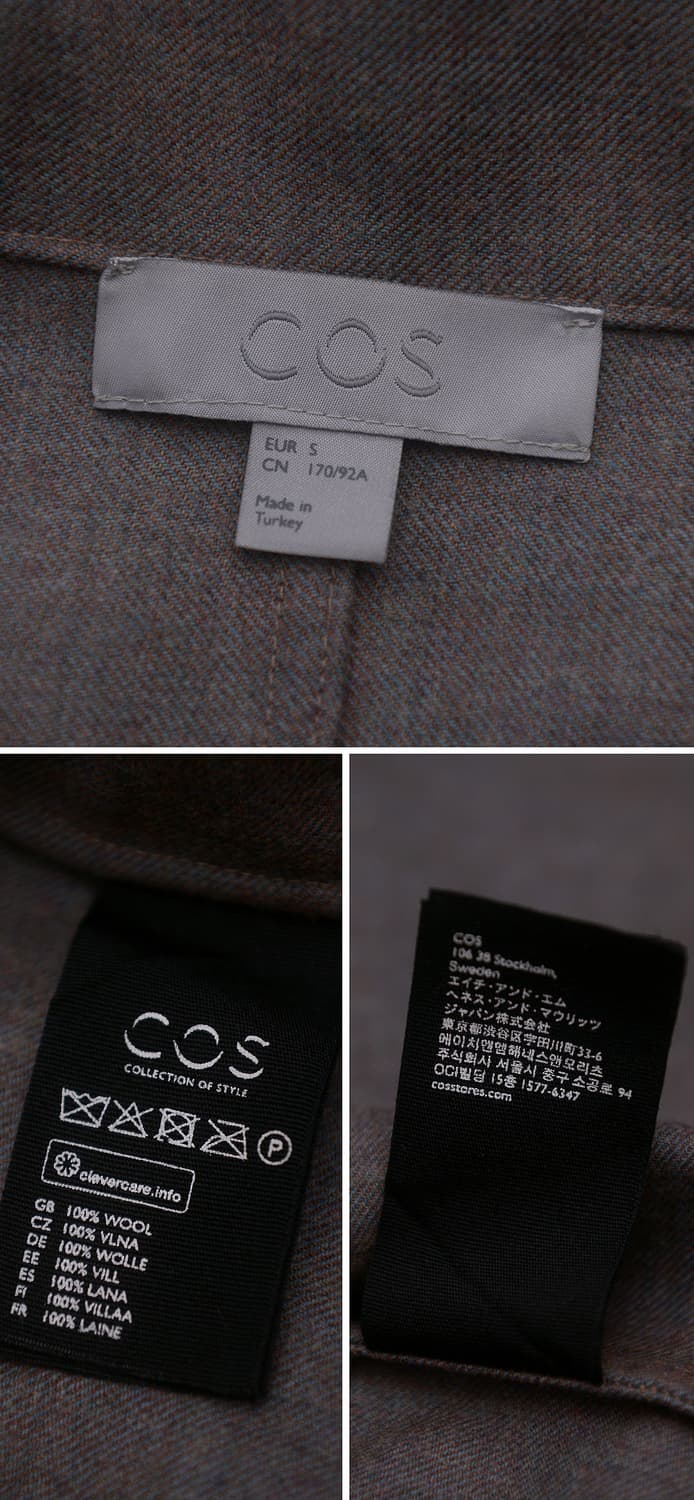 COS
EUR S
CN 170/92A
Made in
Turkey
COS
COLLECTION OF STYLE
P
clevercare.info
GB 100% WOOL
CZ 100% VLNA
DE 100% WOLLE
EE 100% VILL
ES 100% LANA
FI 100% VILLAA
FR 100% LAINE
COS
106 38 Stockholm,
Sweden
エイチ・アンド・エム
ヘネス・アンド・マウリッツ
ジャパン株式会社
東京都渋谷区宇田川町33-6
에이치앤엠헤네스앤모리츠
주식회사 서울시 중구 소공로 94
OCI빌딩 15층 1577-6347
cosstores.com